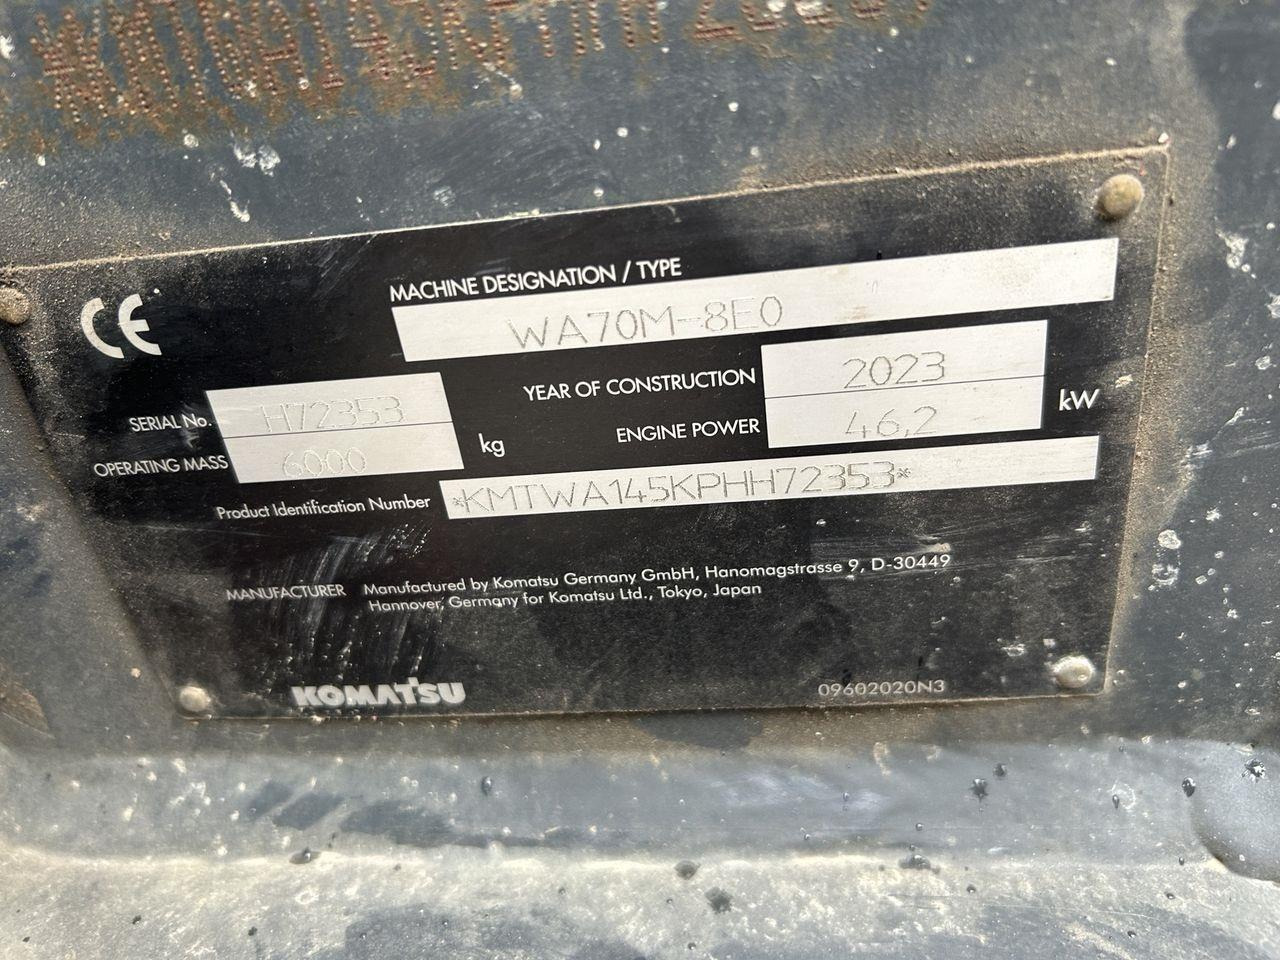 CE
MACHINE DESIGNATION / TYPE
WA70M-8E0
YEAR OF CONSTRUCTION 2023
SERIAL No. H72353
ENGINE POWER 46,2 kW
OPERATING MASS 6000 kg
Product Identification Number *KMTWA145KPHH72353*
MANUFACTURER Manufactured by Komatsu Germany GmbH, Hanomagstrasse 9, D-30449
Hannover, Germany for Komatsu Ltd., Tokyo, Japan
KOMATSU
09602020N3